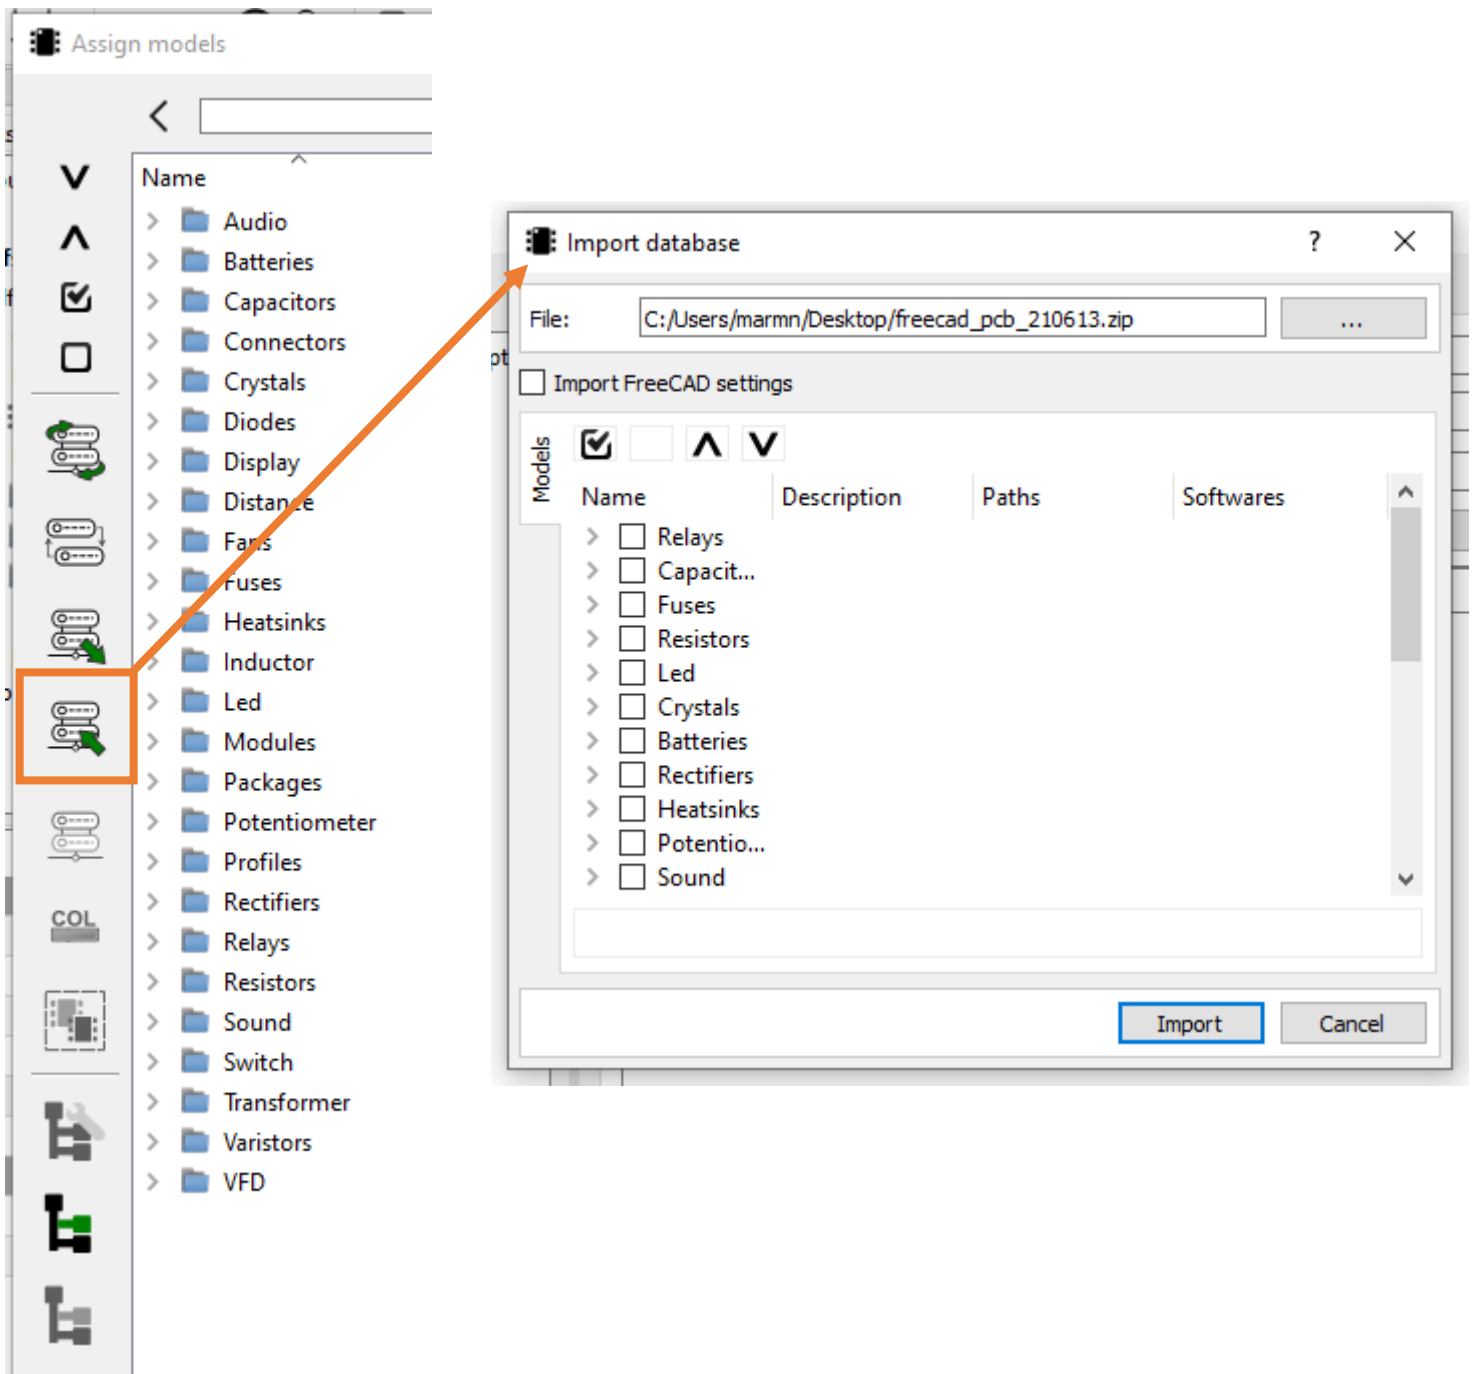 Assign models
Name
Audio
Batteries
Capacitors
Connectors
Crystals
Diodes
Display
Distance
Fans
Fuses
Heatsinks
Inductor
Led
Modules
Packages
Potentiometer
Profiles
Rectifiers
Relays
Resistors
Sound
Switch
Transformer
Varistors
VFD
COL
Import database
?
File: C:/Users/marmn/Desktop/freecad_pcb_210613.zip ...
Import FreeCAD settings
Models
Name Description Paths Softwares
Relays
Capacit...
Fuses
Resistors
Led
Crystals
Batteries
Rectifiers
Heatsinks
Potentio...
Sound
Import Cancel